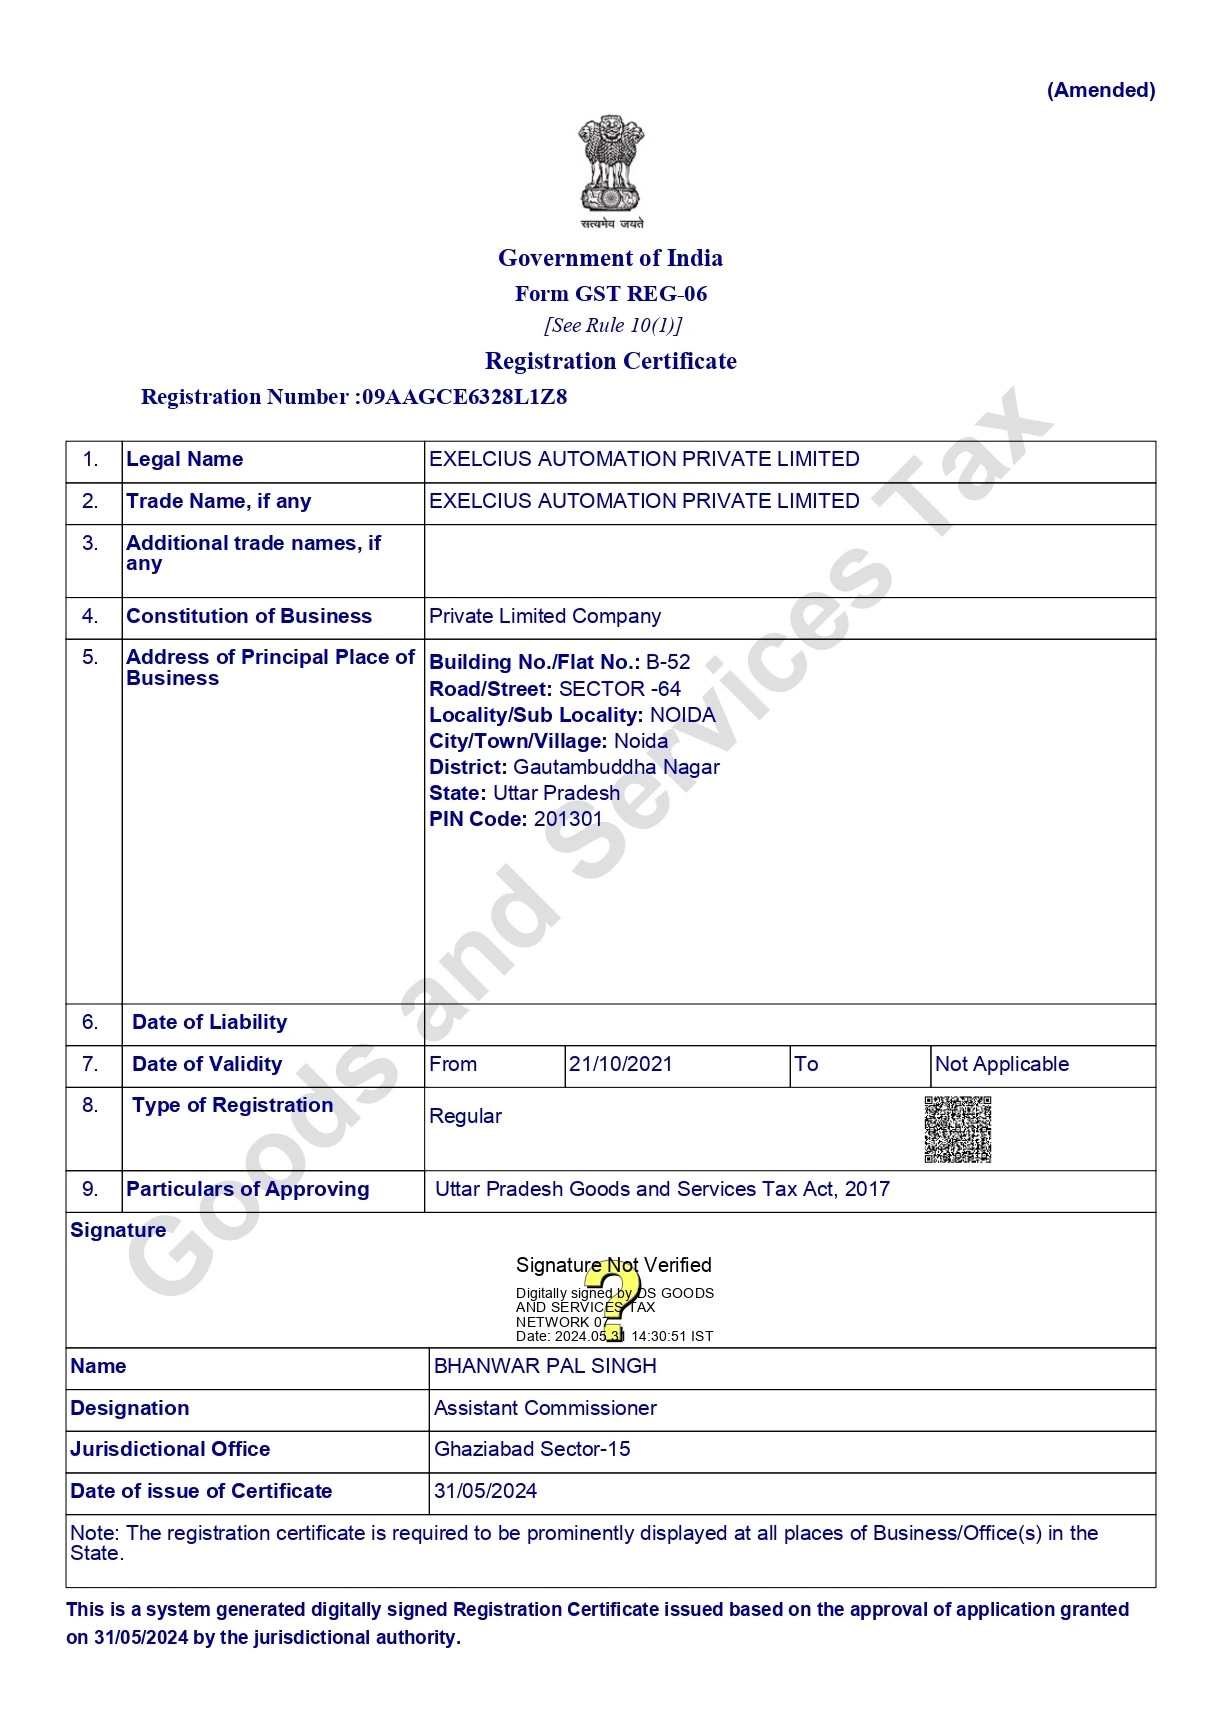 (Amended)
सत्यमेव जयते
Government of India
Form GST REG-06
[See Rule 10(1)]
Registration Certificate
Registration Number :09AAGCE6328L1Z8
1. Legal Name EXELCIUS AUTOMATION PRIVATE LIMITED
2. Trade Name, if any EXELCIUS AUTOMATION PRIVATE LIMITED
3. Additional trade names, if
any
4. Constitution of Business Private Limited Company
5. Address of Principal Place of
Business
Building No./Flat No.: B-52
Road/Street: SECTOR -64
Locality/Sub Locality: NOIDA
City/Town/Village: Noida
District: Gautambuddha Nagar
State: Uttar Pradesh
PIN Code: 201301
6. Date of Liability
7. Date of Validity From 21/10/2021 To Not Applicable
8. Type of Registration Regular
9. Particulars of Approving Uttar Pradesh Goods and Services Tax Act, 2017
Signature
Signature Not Verified
Digitally signed by DS GOODS
AND SERVICES TAX
NETWORK 07
Date: 2024.05.31 14:30:51 IST
Name BHANWAR PAL SINGH
Designation Assistant Commissioner
Jurisdictional Office Ghaziabad Sector-15
Date of issue of Certificate 31/05/2024
Note: The registration certificate is required to be prominently displayed at all places of Business/Office(s) in the
State.
This is a system generated digitally signed Registration Certificate issued based on the approval of application granted
on 31/05/2024 by the jurisdictional authority.
Goods and Services Tax